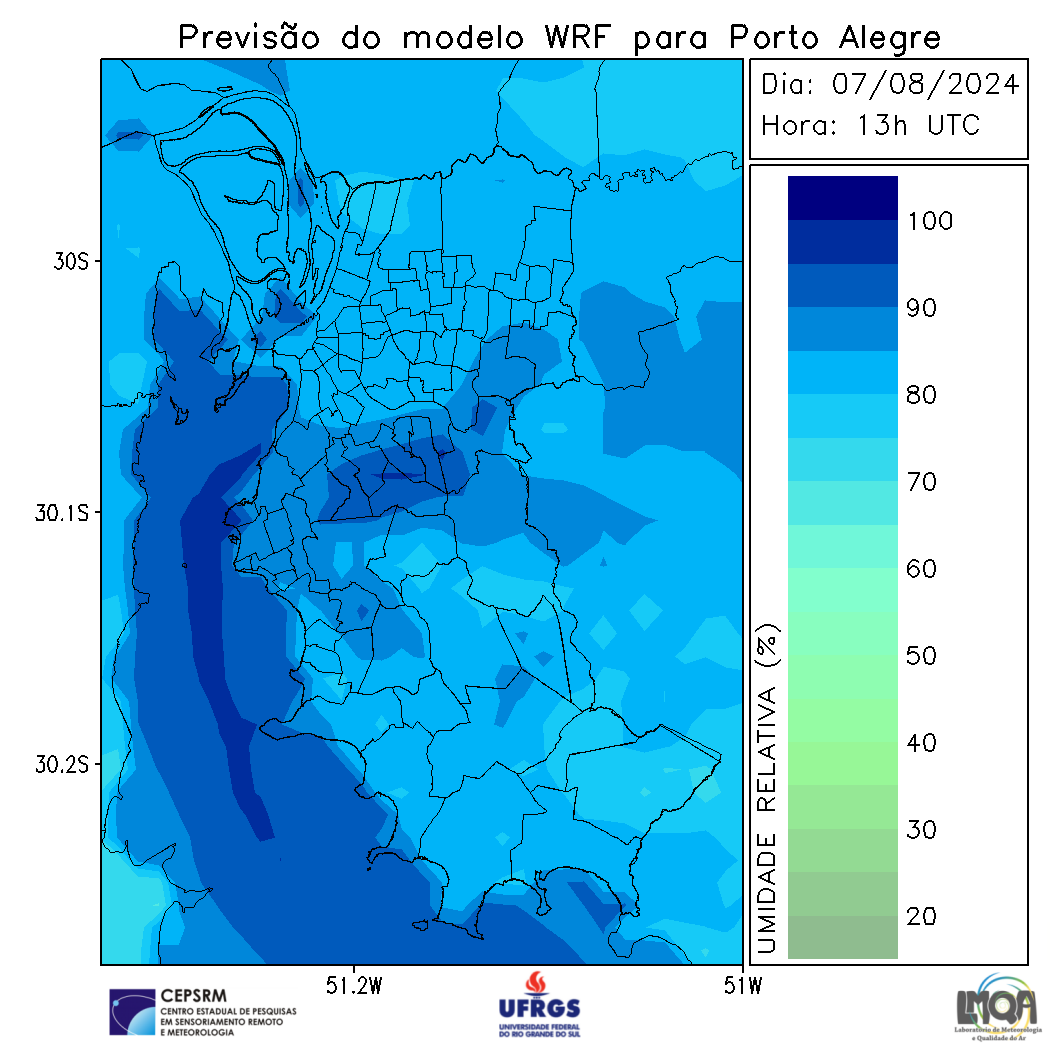 Previsão do modelo WRF para Porto Alegre
Dia: 07/08/2024
Hora: 13h UTC
30S
30.1S
30.2S
51.2W
51W
UMIDADE RELATIVA (%)
100
90
80
70
60
50
40
30
20
CEPSRM
CENTRO ESTADUAL DE PESQUISAS
EM SENSORIAMENTO REMOTO
E METEOROLOGIA
UFRGS
UNIVERSIDADE FEDERAL
DO RIO GRANDE DO SUL
LMQA
Laboratório de Meteorologia
e Qualidade do Ar